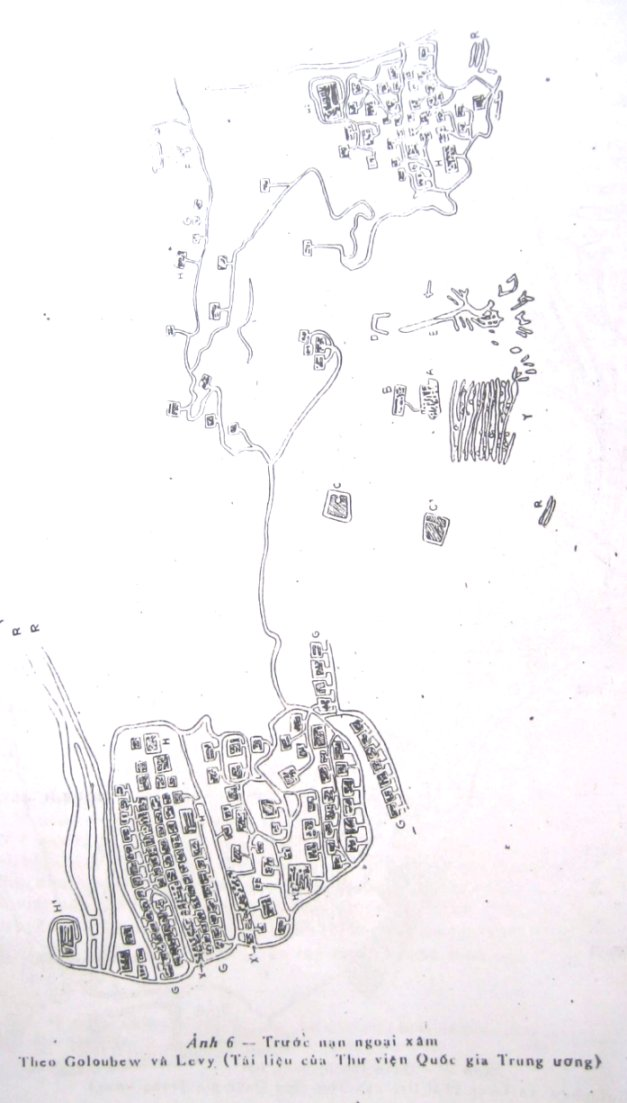 R
H
H
G
H
D
E
B
A
Y
C
C'
R
R
R
G
H
H
G
H'
H
G
X
G
X'
Ảnh 6 — Trước nạn ngoại xâm
Theo Goloubew và Levy (Tài liệu của Thư viện Quốc gia Trung ương)